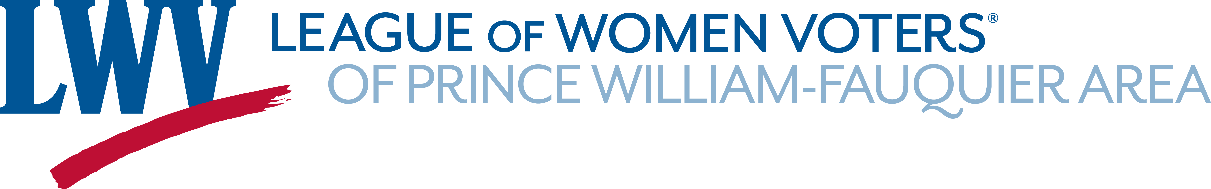 LWV
LEAGUE OF WOMEN VOTERS®
OF PRINCE WILLIAM-FAUQUIER AREA